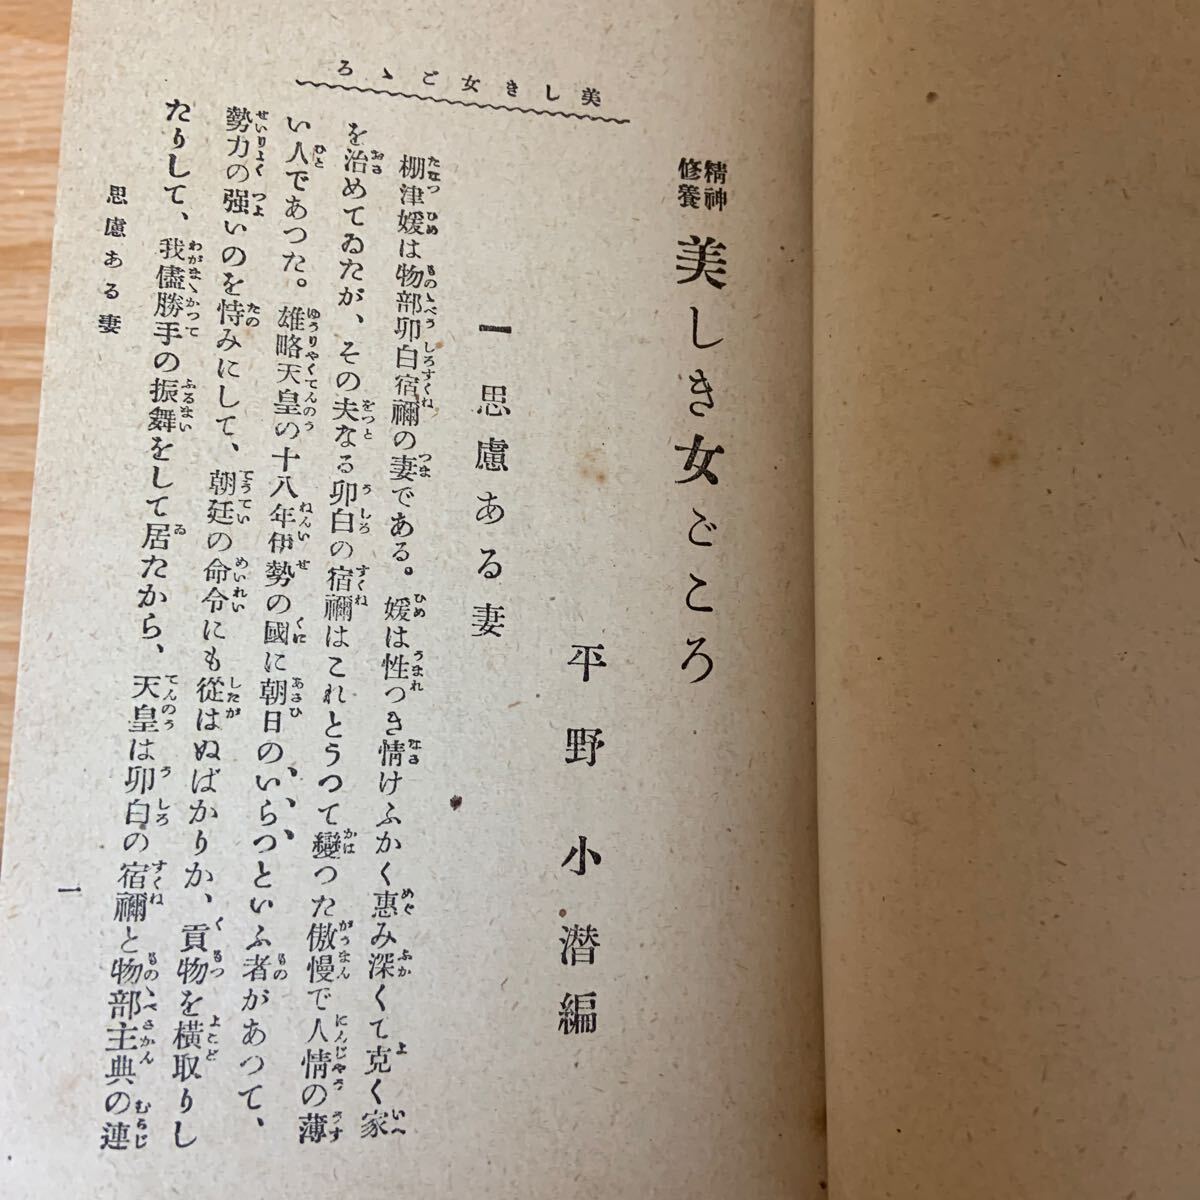 美しき女ごゝろ
精神
修養
美しき女ごころ
平野小潜編
一 思慮ある妻
棚津媛は物部卯白宿禰の妻である。媛は性つき情けふかく惠み深くて克く家
を治めてゐたが、その夫なる卯白の宿禰はこれとうつて變つた傲慢で人情の薄
い人であつた。雄略天皇の十八年伊勢の國に朝日のいらつといふ者があつて、
勢力の强いのを恃みにして、朝廷の命令にも從はぬばかりか、貢物を橫取りし
たりして、我儘勝手の振舞をして居たから、天皇は卯白の宿禰と物部主典の連
思慮ある妻
一